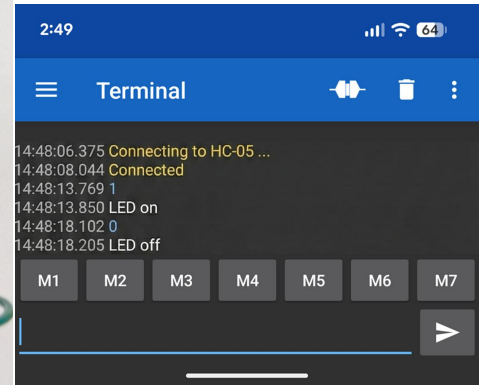 2:49 64
Terminal
14:48:06.375 Connecting to HC-05 ...
14:48:08.044 Connected
14:48:13.769 1
14:48:13.850 LED on
14:48:18.102 0
14:48:18.205 LED off
M1 M2 M3 M4 M5 M6 M7